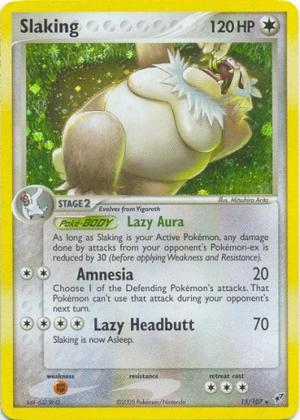 Slaking 120 HP
Illus. Mitsuhiro Arita
STAGE 2 Evolves from Vigoroth
Poké-BODY Lazy Aura
As long as Slaking is your Active Pokémon, any damage
done by attacks from your opponent's Pokémon-ex is
reduced by 30 (before applying Weakness and Resistance).
Amnesia 20
Choose 1 of the Defending Pokémon's attacks. That
Pokémon can't use that attack during your opponent's
next turn.
Lazy Headbutt 70
Slaking is now Asleep.
weakness resistance retreat cost
©2005 Pokémon/Nintendo 15/107